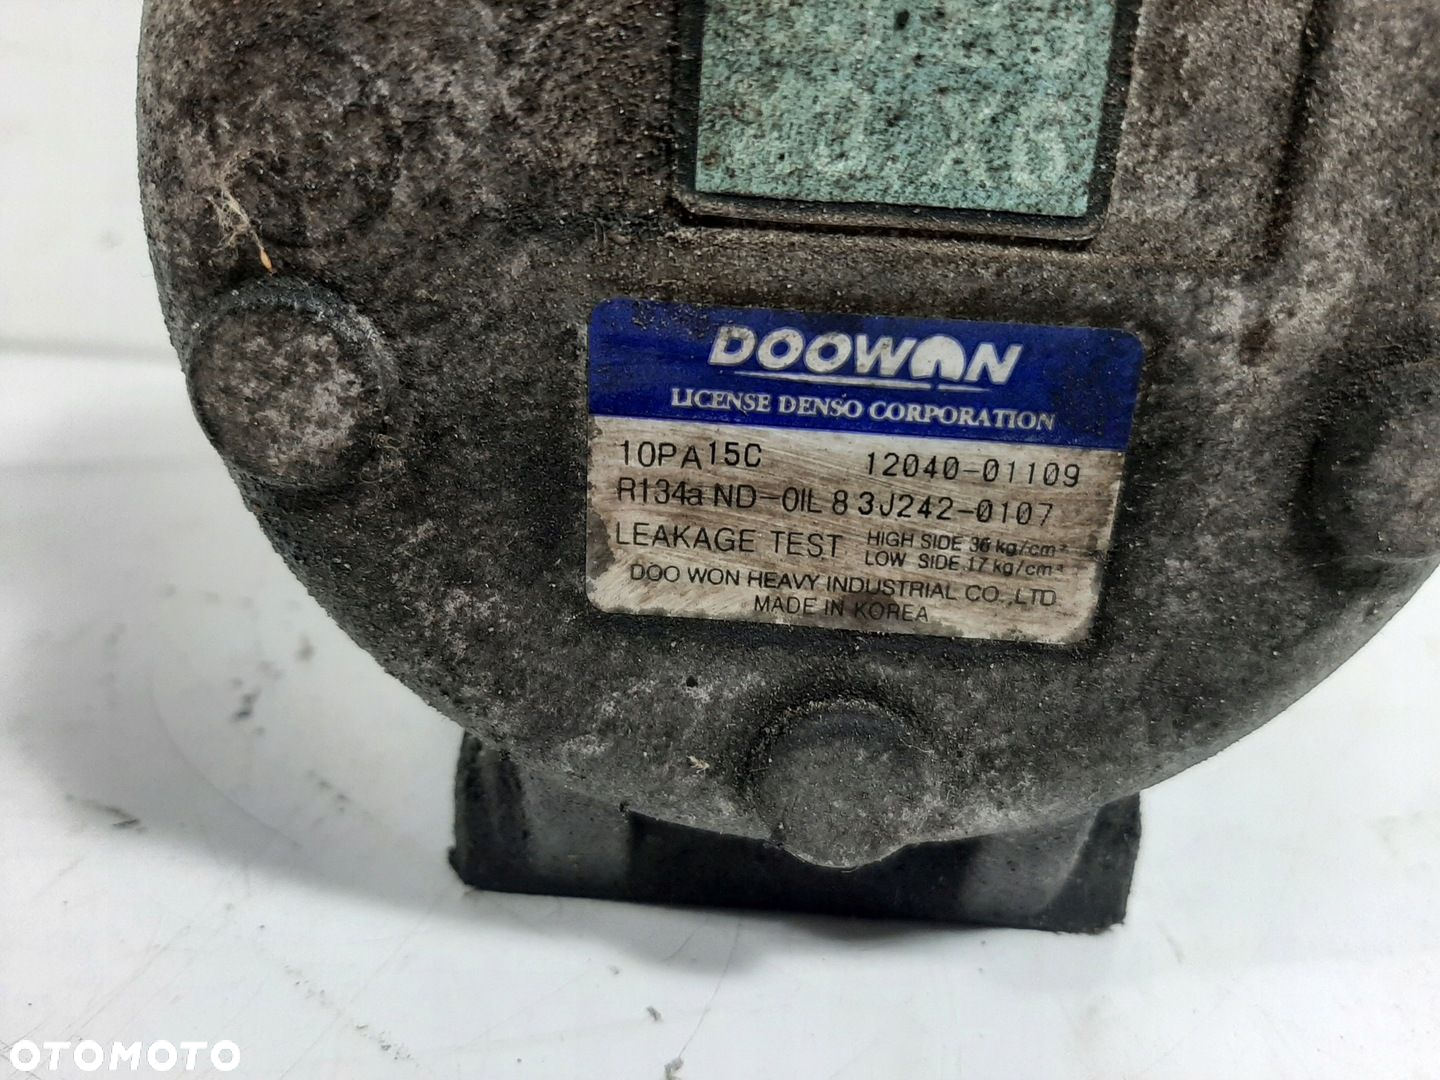 DOOWON
LICENSE DENSO CORPORATION
10PA15C 12040-01109
R134a ND-OIL 8 3J242-0107
LEAKAGE TEST HIGH SIDE 36 kg/cm²
LOW SIDE 17 kg/cm²
DOO WON HEAVY INDUSTRIAL CO.,LTD
MADE IN KOREA
OTOMOTO